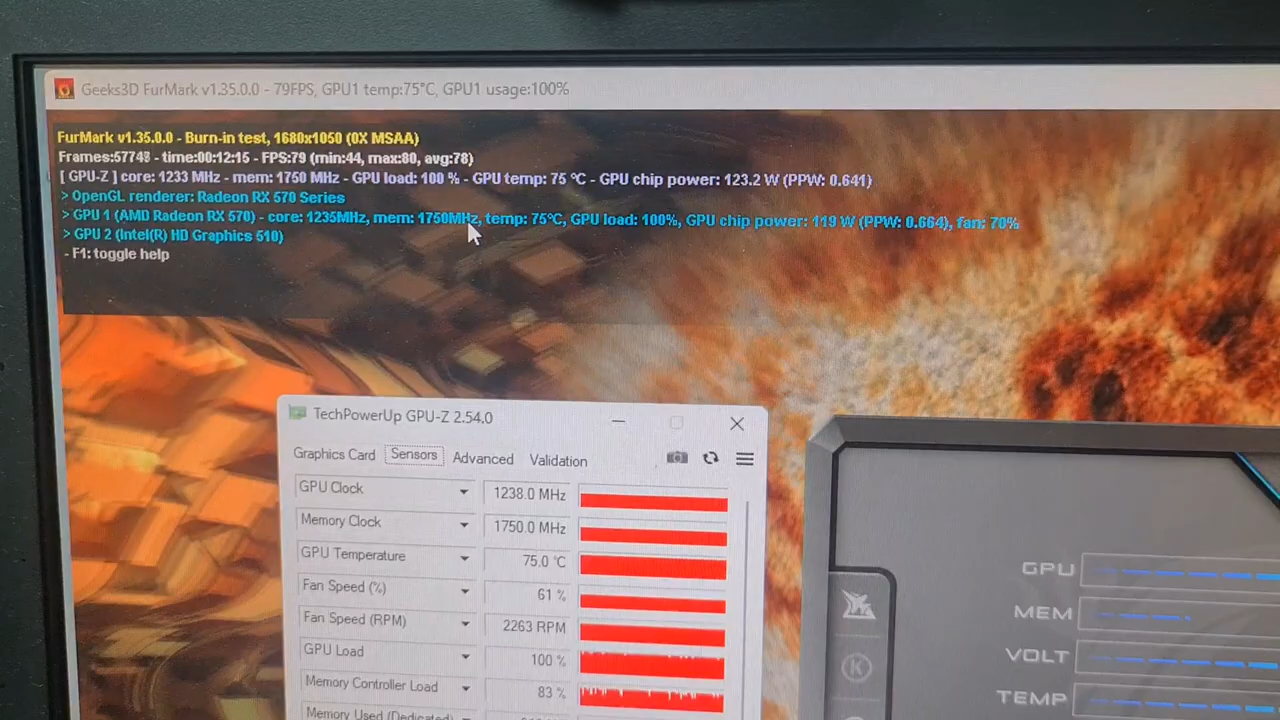 Geeks3D FurMark v1.35.0.0 - 79FPS, GPU1 temp:75°C, GPU1 usage:100%
FurMark v1.35.0.0 - Burn-in test, 1680x1050 (0X MSAA)
Frames:57748 - time:00:12:15 - FPS:79 (min:44, max:80, avg:78)
[ GPU-Z ] core: 1233 MHz - mem: 1750 MHz - GPU load: 100 % - GPU temp: 75 °C - GPU chip power: 123.2 W (PPW: 0.641)
> OpenGL renderer: Radeon RX 570 Series
> GPU 1 (AMD Radeon RX 570) - core: 1235MHz, mem: 1750MHz, temp: 75°C, GPU load: 100%, GPU chip power: 119 W (PPW: 0.664), fan: 70%
> GPU 2 (Intel(R) HD Graphics 510)
- F1: toggle help
TechPowerUp GPU-Z 2.54.0
Graphics Card Sensors Advanced Validation
GPU Clock 1238.0 MHz
Memory Clock 1750.0 MHz
GPU Temperature 75.0 °C
Fan Speed (%) 61 %
Fan Speed (RPM) 2263 RPM
GPU Load 100 %
Memory Controller Load 83 %
Memory Used (Dedicated)
GPU
MEM
VOLT
TEMP
K